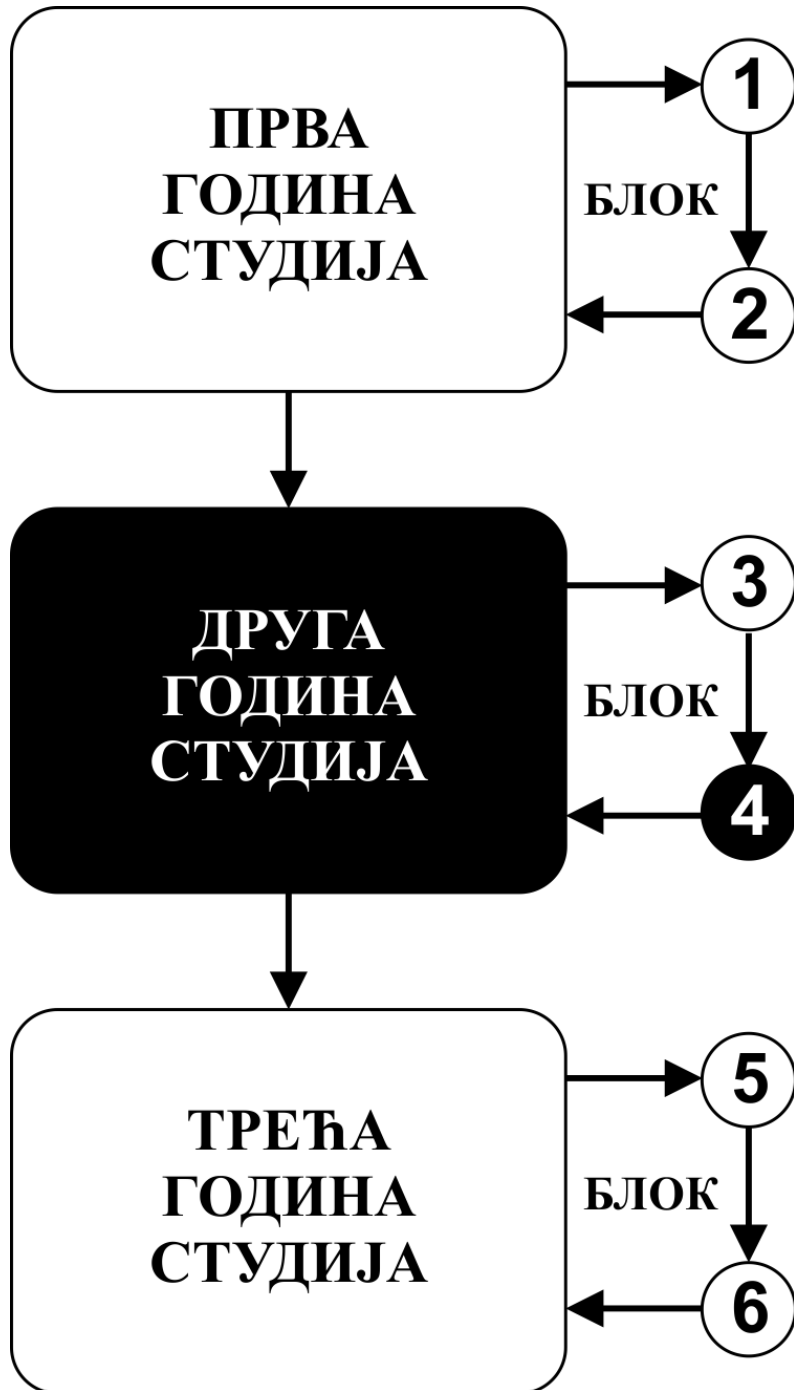 ПРВА
ГОДИНА
СТУДИЈА
1
БЛОК
2
ДРУГА
ГОДИНА
СТУДИЈА
3
БЛОК
4
ТРЕЋА
ГОДИНА
СТУДИЈА
5
БЛОК
6